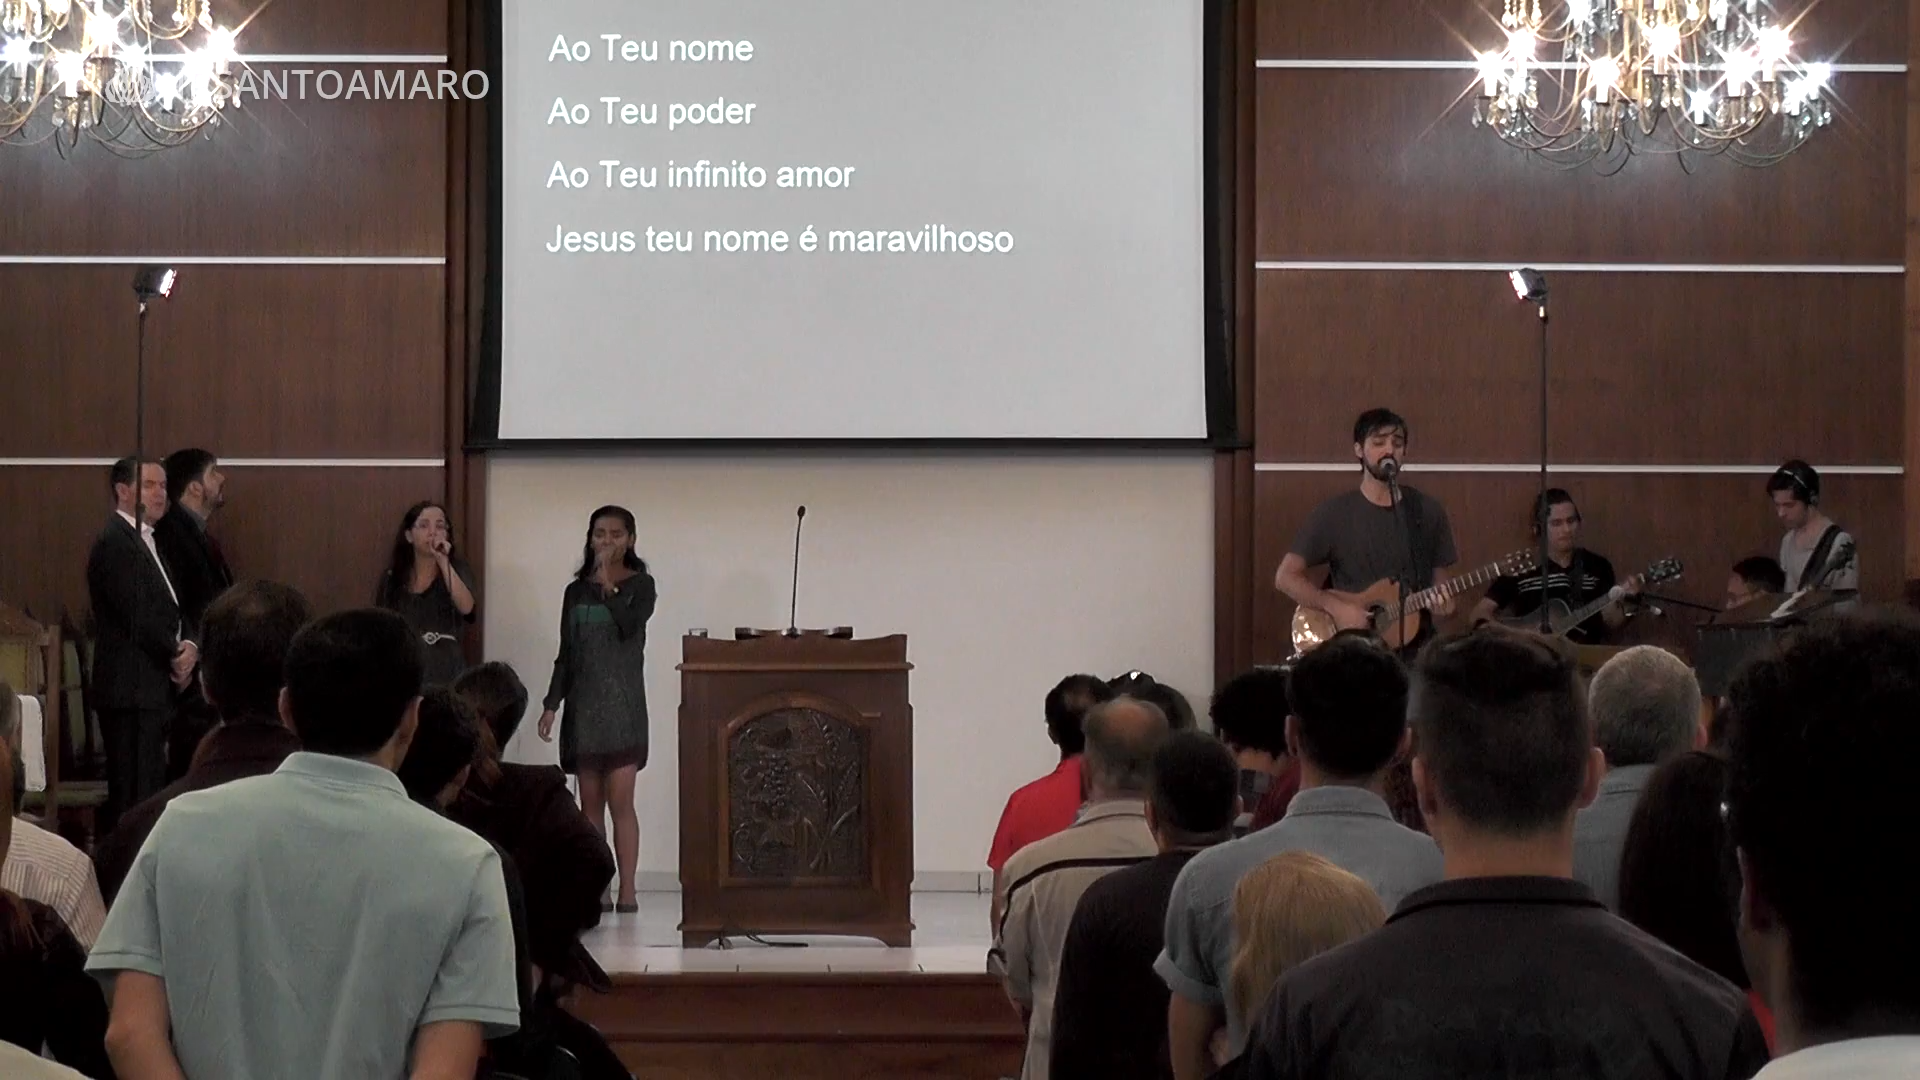 Ao Teu nome
SANTOAMARO
Ao Teu poder
Ao Teu infinito amor
Jesus teu nome é maravilhoso